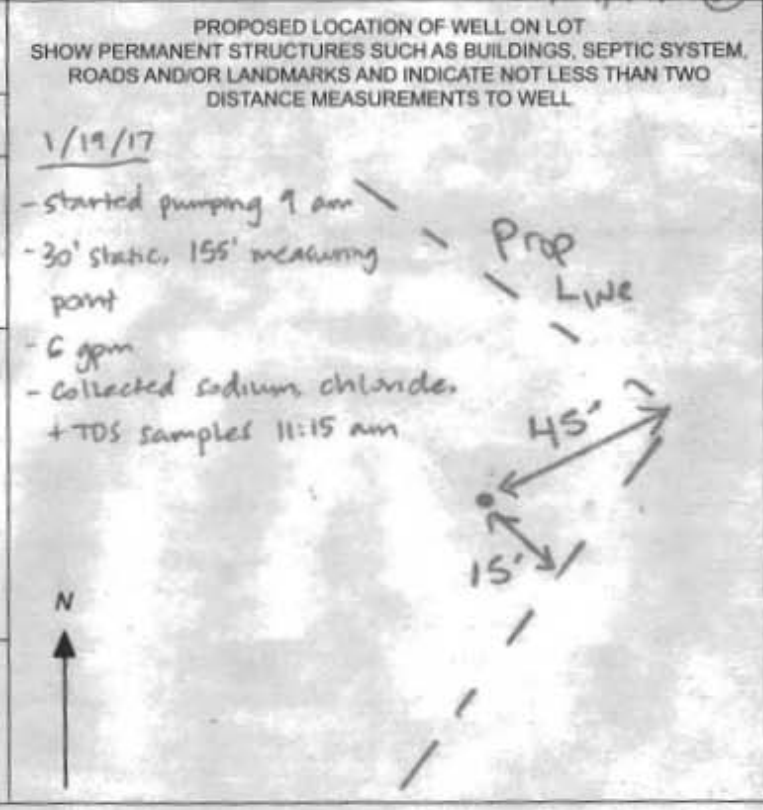 PROPOSED LOCATION OF WELL ON LOT
SHOW PERMANENT STRUCTURES SUCH AS BUILDINGS, SEPTIC SYSTEM,
ROADS AND/OR LANDMARKS AND INDICATE NOT LESS THAN TWO
DISTANCE MEASUREMENTS TO WELL
1/19/17
- started pumping 9 am
- 30' static, 155' measuring
point
- 6 gpm
- Collected sodium, chloride,
+ TDS samples 11:15 am
Prop
Line
45'
15'
N